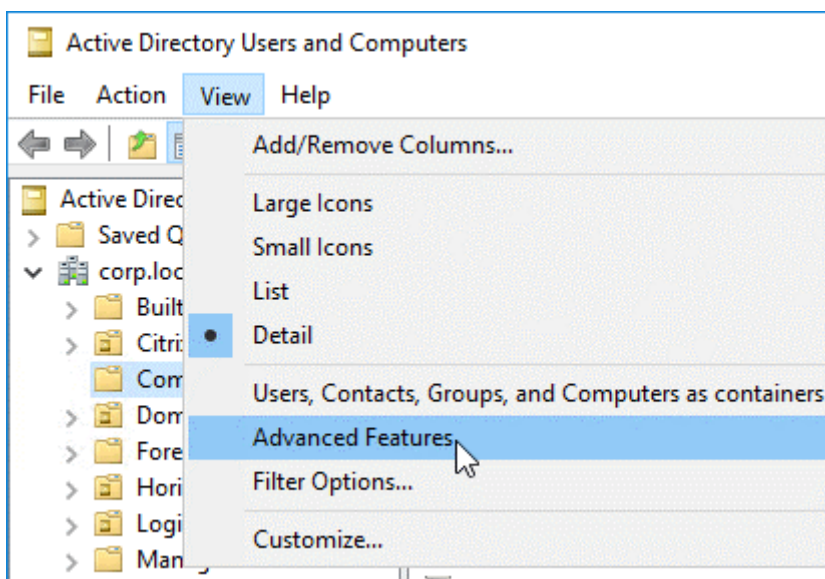 Active Directory Users and Computers
File Action View Help
Add/Remove Columns...
Active Direc
Large Icons
Saved Q
Small Icons
corp.loc
List
Built
Detail
Citri
Com
Users, Contacts, Groups, and Computers as containers
Dom
Advanced Features
Fore
Filter Options...
Hori
Logi
Customize...
Man